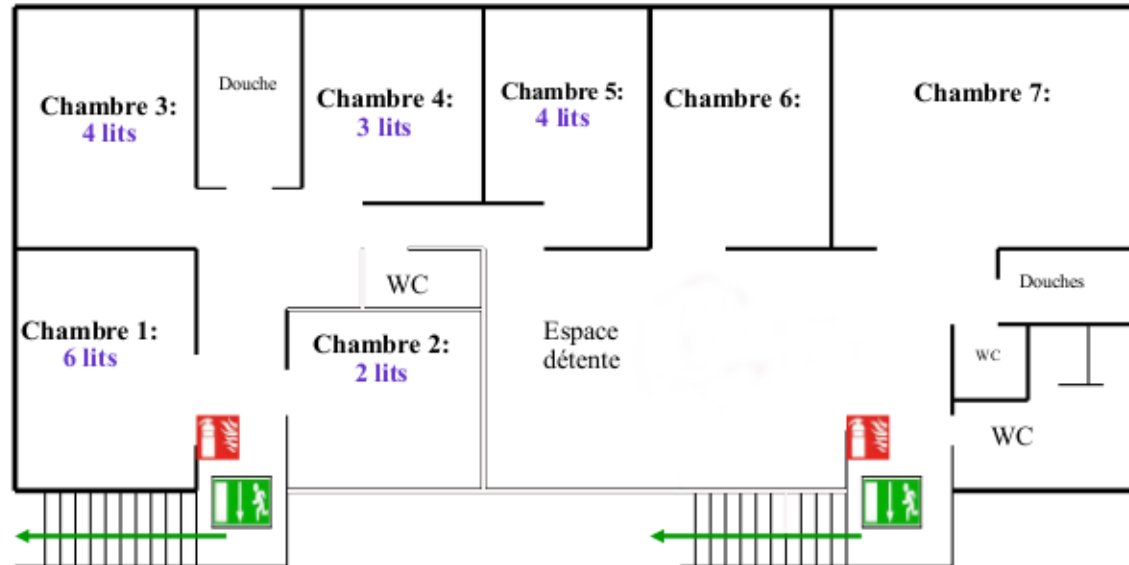 Chambre 3:
4 lits
Douche
Chambre 4:
3 lits
Chambre 5:
4 lits
Chambre 6:
Chambre 7:
Chambre 1:
6 lits
WC
Chambre 2:
2 lits
Espace
détente
Douches
WC
WC